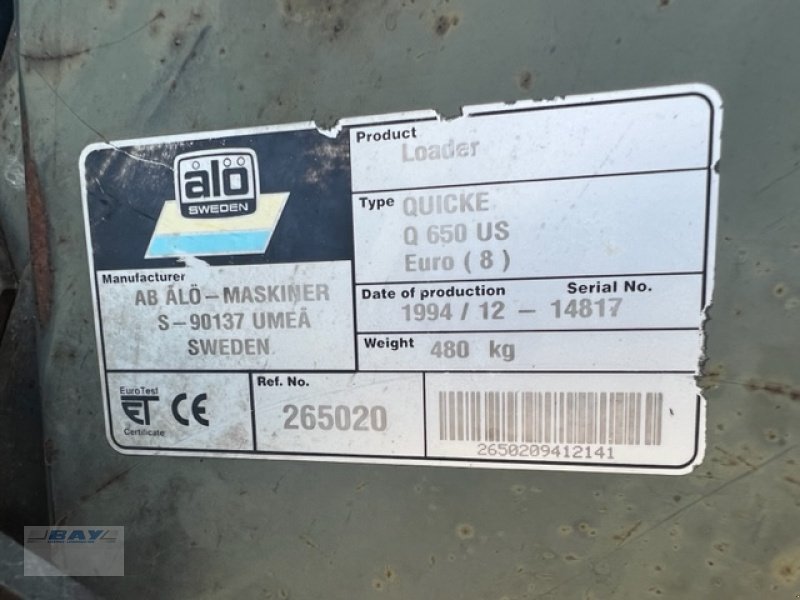 ålö
SWEDEN
Product
Loader
Type QUICKE
Q 650 US
Euro ( 8 )
Manufacturer
AB ÅLÖ-MASKINER
S-90137 UMEÅ
SWEDEN
Date of production Serial No.
1994 / 12 - 14817
Weight 480 kg
EuroTest
ET CE
Certificate
Ref. No.
265020
2650209412141
BAY